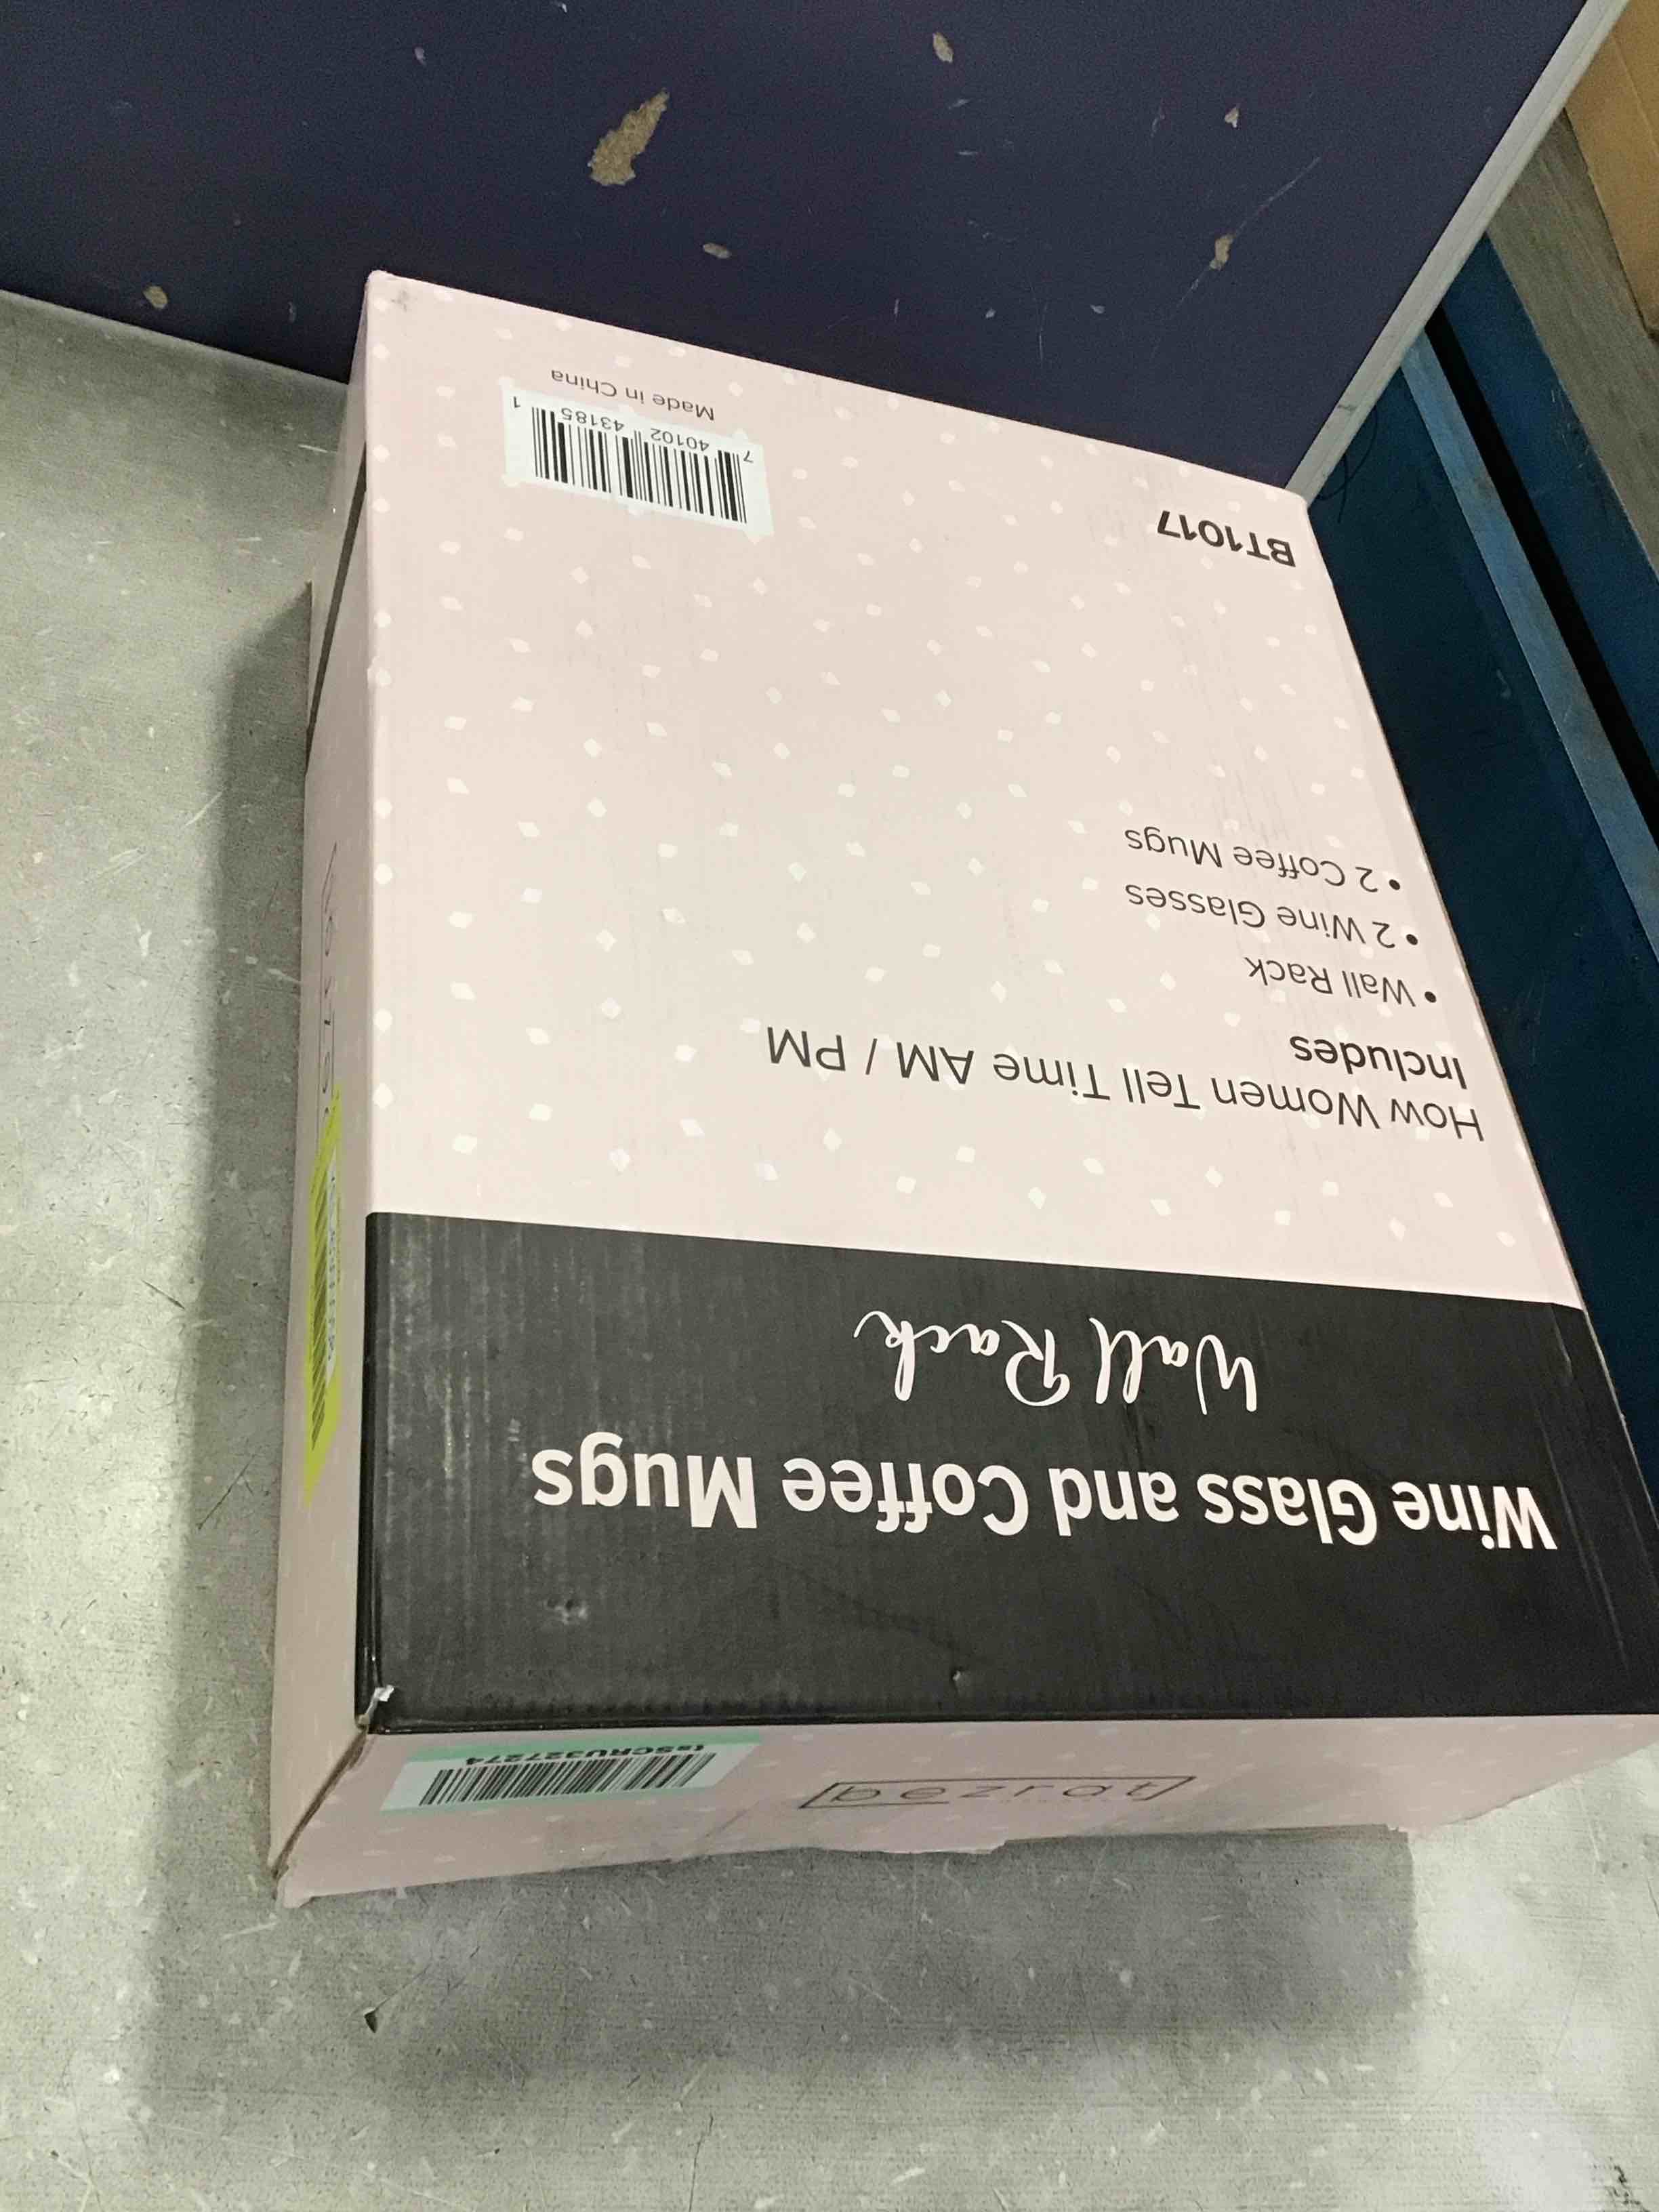 Wine Glass and Coffee Mugs
Wall Rack
How Women Tell Time AM / PM
Includes
• Wall Rack
• 2 Wine Glasses
• 2 Coffee Mugs
BT1017
7 40102 43185 1
Made in China
bezrat
tsSCRU327274